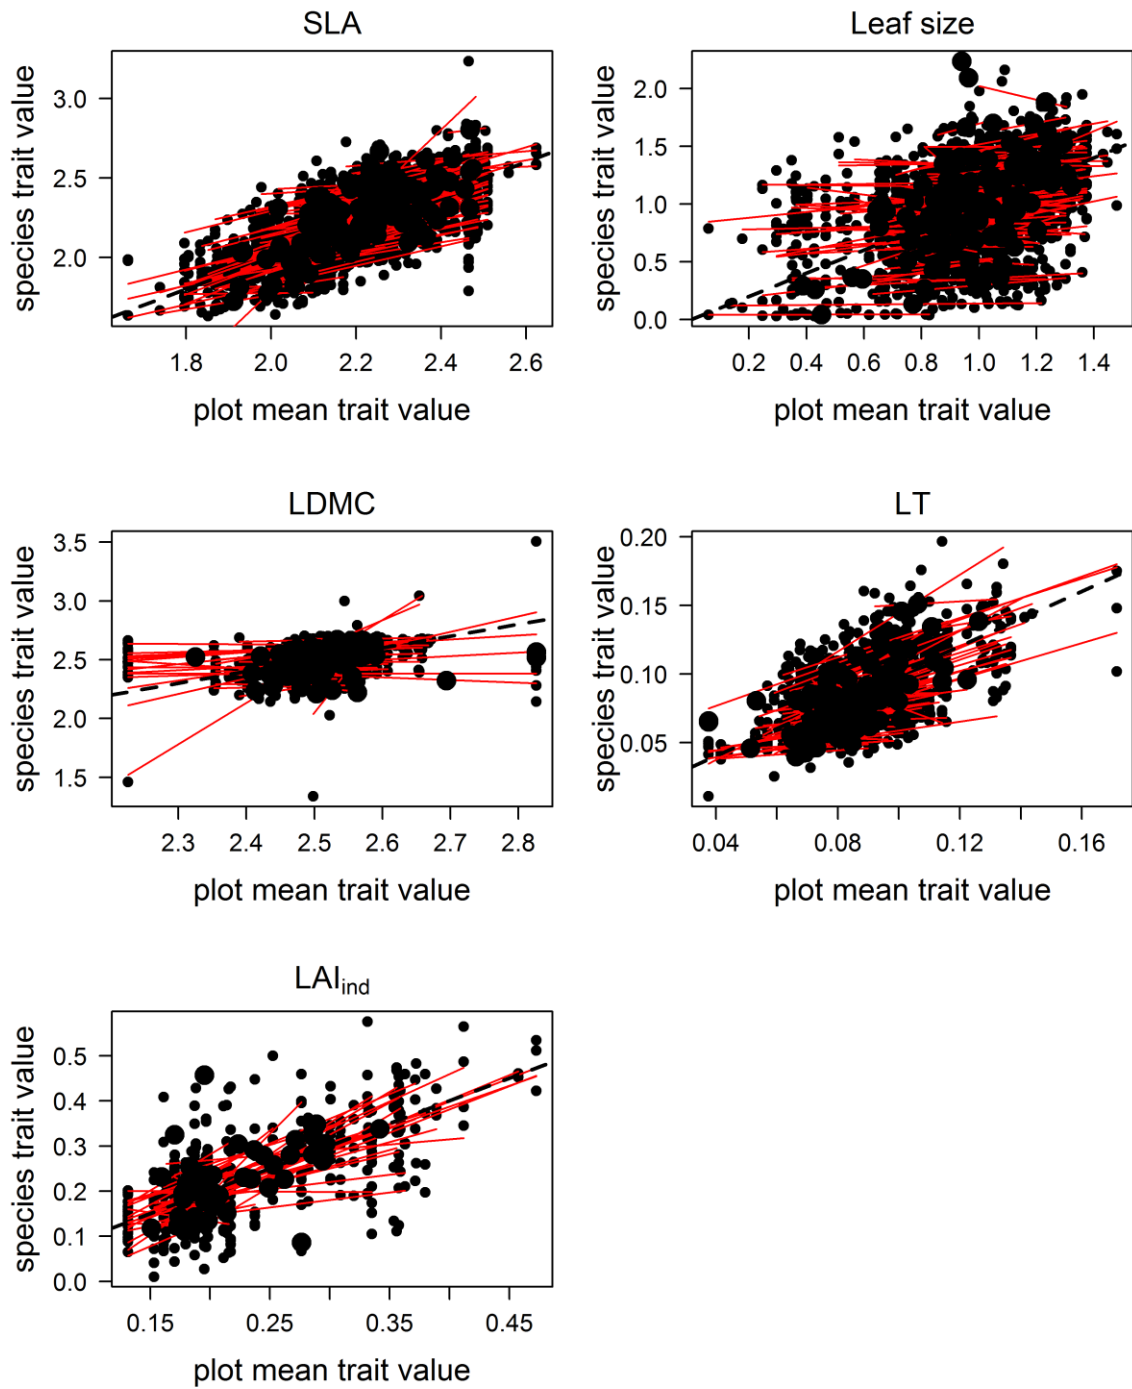 SLA
species trait value
3.0
2.5
2.0
1.8 2.0 2.2 2.4 2.6
plot mean trait value
Leaf size
species trait value
2.0
1.5
1.0
0.5
0.0
0.2 0.4 0.6 0.8 1.0 1.2 1.4
plot mean trait value
LDMC
species trait value
3.5
3.0
2.5
2.0
1.5
2.3 2.4 2.5 2.6 2.7 2.8
plot mean trait value
LT
species trait value
0.20
0.15
0.10
0.05
0.04 0.08 0.12 0.16
plot mean trait value
LAIind
species trait value
0.5
0.4
0.3
0.2
0.1
0.0
0.15 0.25 0.35 0.45
plot mean trait value